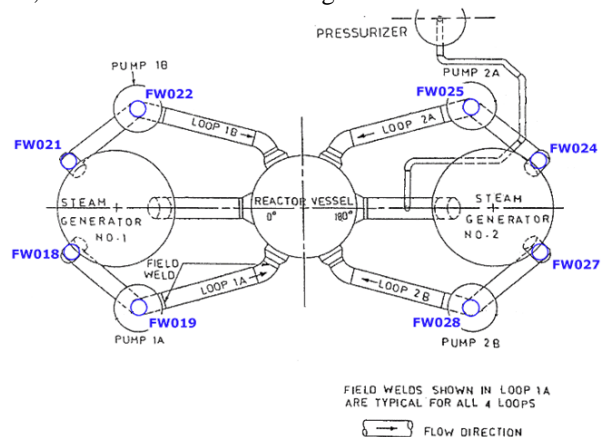 PRESSURIZER
PUMP 1B
PUMP 2A
FW022
FW025
LOOP 1B
LOOP 2A
FW021
FW024
STEAM
GENERATOR
NO-1
REACTOR VESSEL
0°
180°
STEAM
GENERATOR
NO-2
FW018
FIELD
WELD
FW027
LOOP 1A
LOOP 2B
FW019
FW028
PUMP 1A
PUMP 2B
FIELD WELDS SHOWN IN LOOP 1A
ARE TYPICAL FOR ALL 4 LOOPS
FLOW DIRECTION